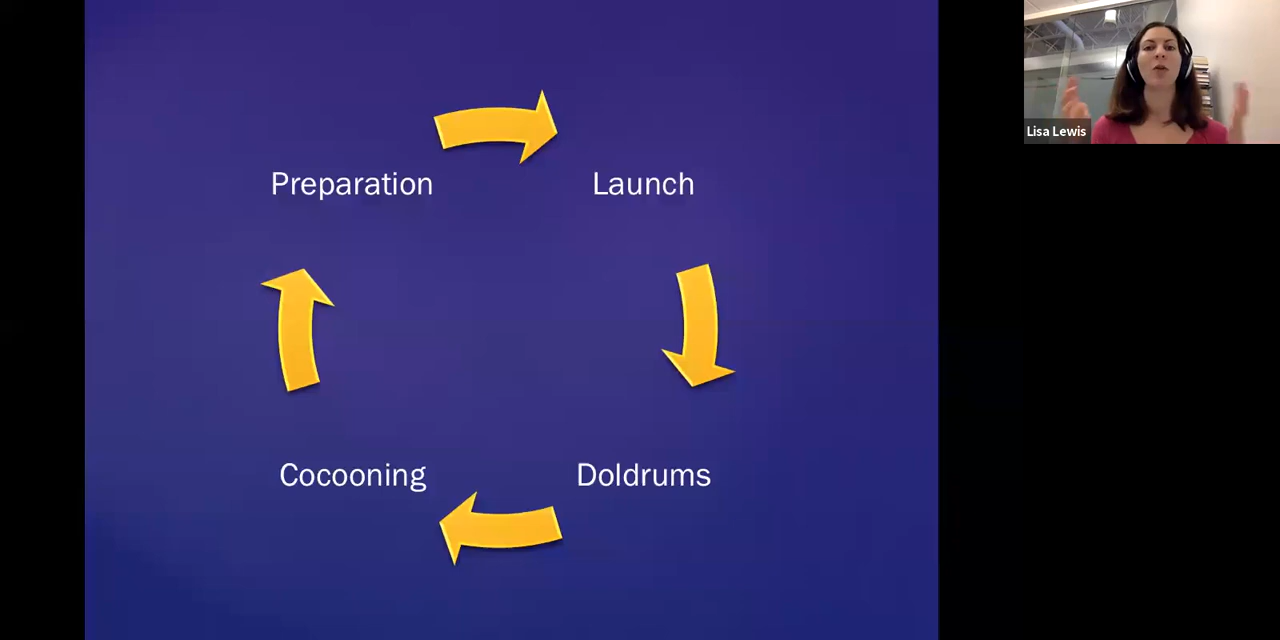 Lisa Lewis
Preparation
Launch
Cocooning
Doldrums